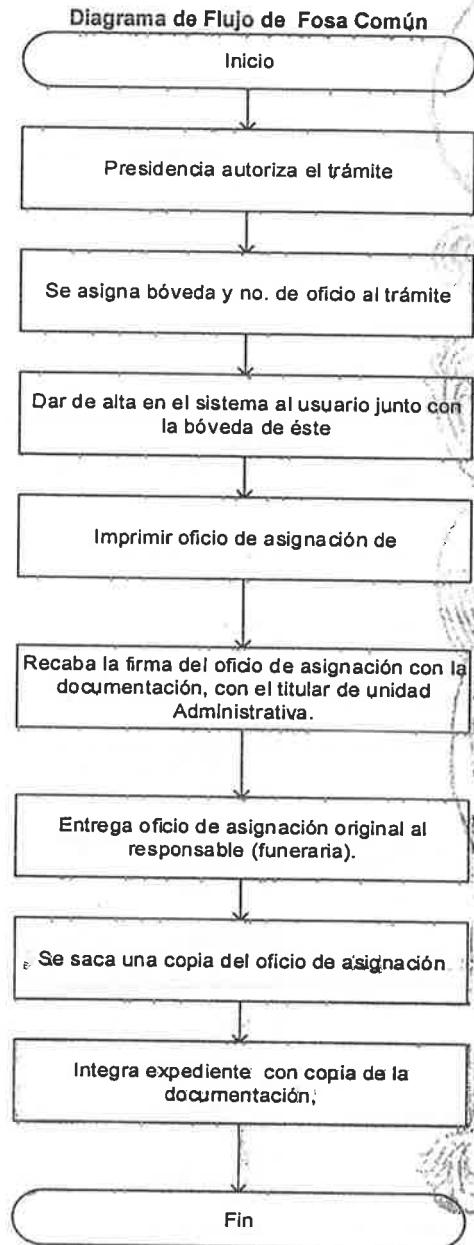 Diagrama de Flujo de Fosa Común
Inicio
Presidencia autoriza el trámite
Se asigna bóveda y no. de oficio al trámite
Dar de alta en el sistema al usuario junto con
la bóveda de éste
Imprimir oficio de asignación de
Recaba la firma del oficio de asignación con la
documentación, con el titular de unidad
Administrativa.
Entrega oficio de asignación original al
responsable (funeraria).
Se saca una copia del oficio de asignación
Integra expediente con copia de la
documentación,
Fin